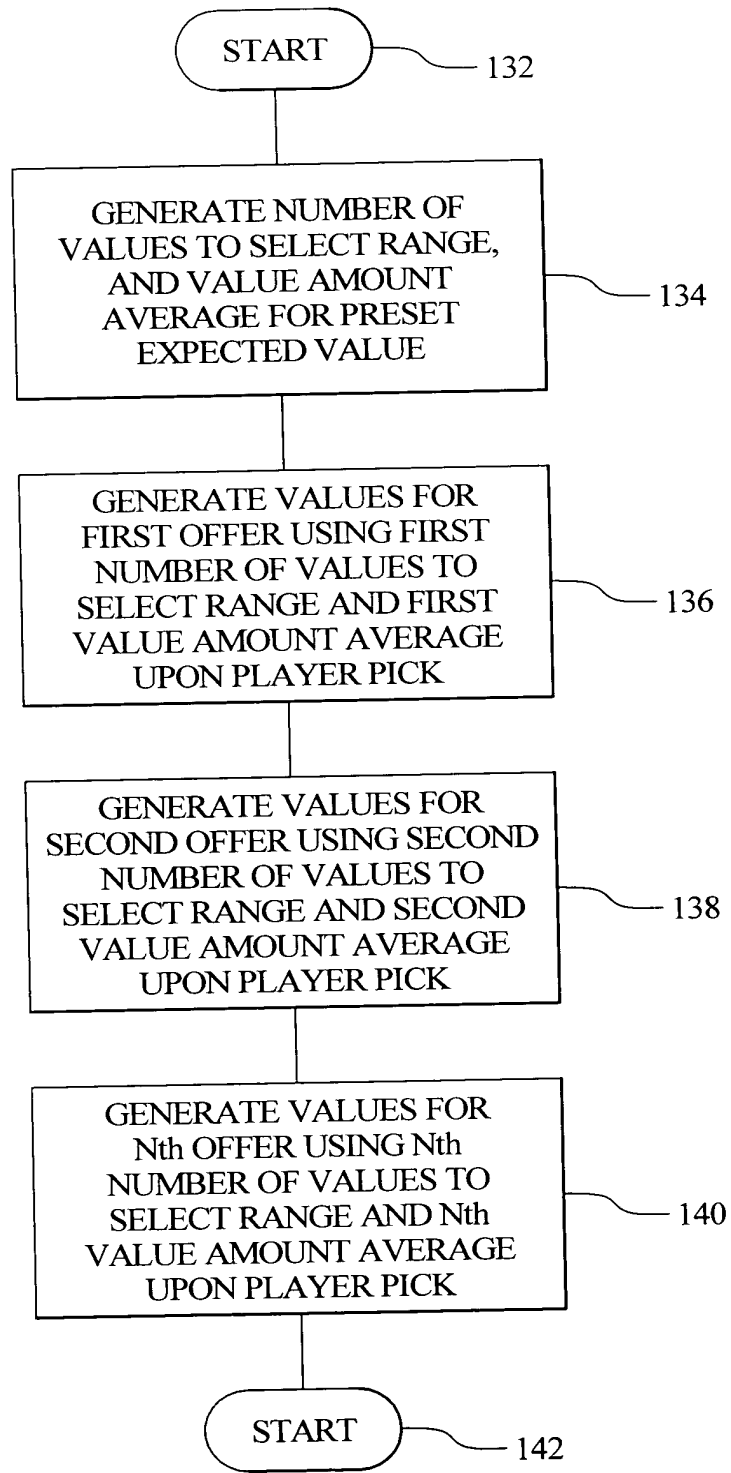 START
132
GENERATE NUMBER OF
VALUES TO SELECT RANGE,
AND VALUE AMOUNT
AVERAGE FOR PRESET
EXPECTED VALUE
134
GENERATE VALUES FOR
FIRST OFFER USING FIRST
NUMBER OF VALUES TO
SELECT RANGE AND FIRST
VALUE AMOUNT AVERAGE
UPON PLAYER PICK
136
GENERATE VALUES FOR
SECOND OFFER USING SECOND
NUMBER OF VALUES TO
SELECT RANGE AND SECOND
VALUE AMOUNT AVERAGE
UPON PLAYER PICK
138
GENERATE VALUES FOR
Nth OFFER USING Nth
NUMBER OF VALUES TO
SELECT RANGE AND Nth
VALUE AMOUNT AVERAGE
UPON PLAYER PICK
140
START
142